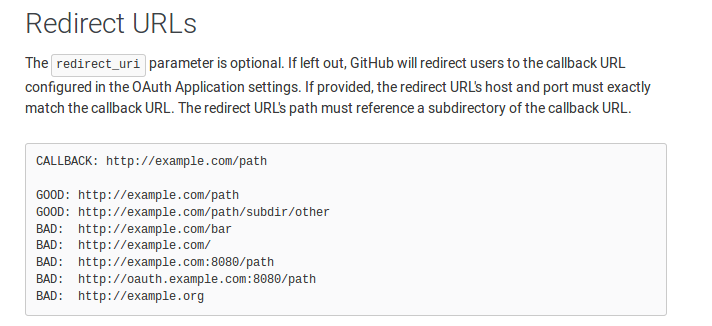 Redirect URLs
The redirect_uri parameter is optional. If left out, GitHub will redirect users to the callback URL
configured in the OAuth Application settings. If provided, the redirect URL's host and port must exactly
match the callback URL. The redirect URL's path must reference a subdirectory of the callback URL.
CALLBACK: http://example.com/path
GOOD: http://example.com/path
GOOD: http://example.com/path/subdir/other
BAD:  http://example.com/bar
BAD:  http://example.com/
BAD:  http://example.com:8080/path
BAD:  http://oauth.example.com:8080/path
BAD:  http://example.org